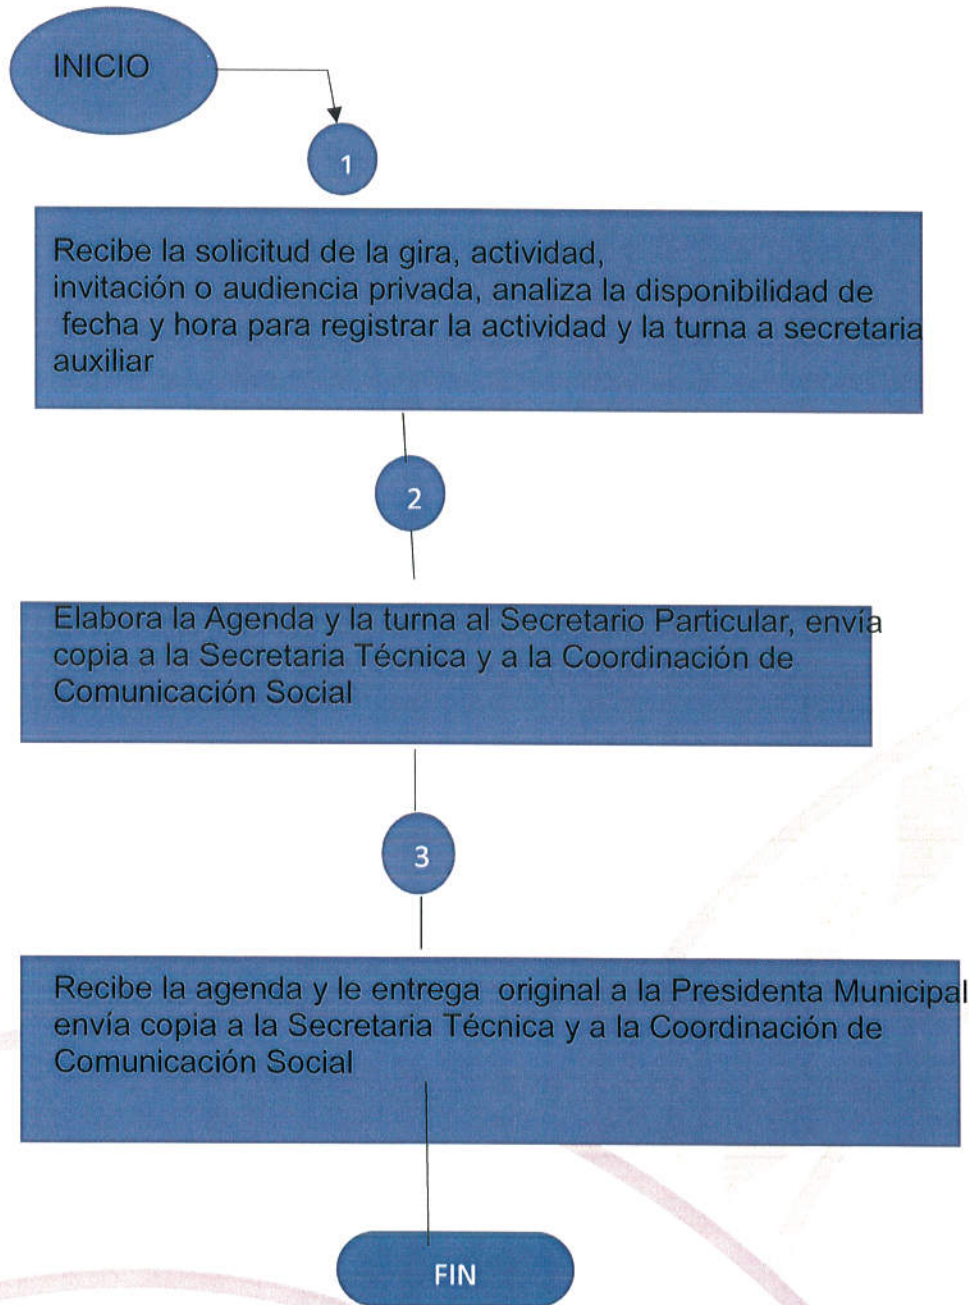 INICIO
1
Recibe la solicitud de la gira, actividad,
invitación o audiencia privada, analiza la disponibilidad de
fecha y hora para registrar la actividad y la turna a secretaria
auxiliar
2
Elabora la Agenda y la turna al Secretario Particular, envía
copia a la Secretaria Técnica y a la Coordinación de
Comunicación Social
3
Recibe la agenda y le entrega original a la Presidenta Municipal
envía copia a la Secretaria Técnica y a la Coordinación de
Comunicación Social
FIN